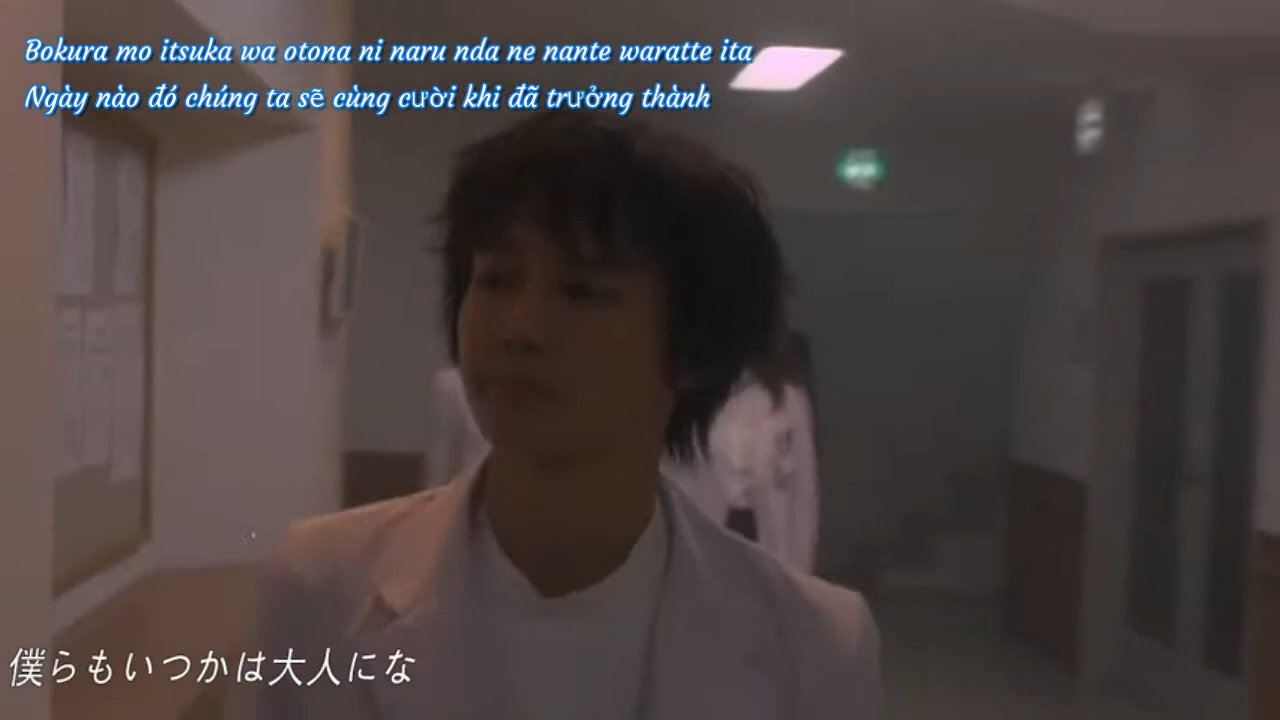 Bokura mo itsuka wa otona ni naru nda ne nante waratte ita
Ngày nào đó chúng ta sẽ cùng cười khi đã trưởng thành
僕らもいつかは大人にな